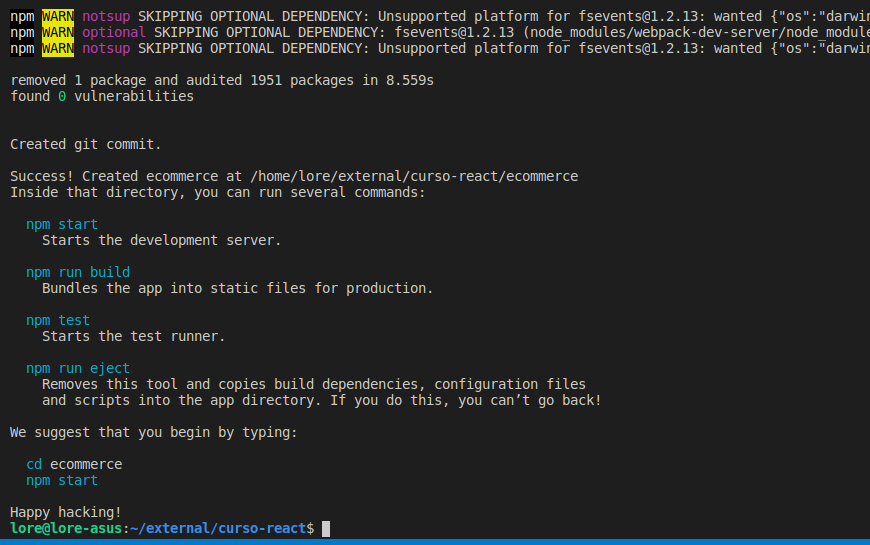 npm WARN notsup SKIPPING OPTIONAL DEPENDENCY: Unsupported platform for fsevents@1.2.13: wanted {"os":"darwin
npm WARN optional SKIPPING OPTIONAL DEPENDENCY: fsevents@1.2.13 (node_modules/webpack-dev-server/node_module
npm WARN notsup SKIPPING OPTIONAL DEPENDENCY: Unsupported platform for fsevents@1.2.13: wanted {"os":"darwin
removed 1 package and audited 1951 packages in 8.559s
found 0 vulnerabilities
Created git commit.
Success! Created ecommerce at /home/lore/external/curso-react/ecommerce
Inside that directory, you can run several commands:
npm start
Starts the development server.
npm run build
Bundles the app into static files for production.
npm test
Starts the test runner.
npm run eject
Removes this tool and copies build dependencies, configuration files
and scripts into the app directory. If you do this, you can’t go back!
We suggest that you begin by typing:
cd ecommerce
npm start
Happy hacking!
lore@lore-asus:~/external/curso-react$